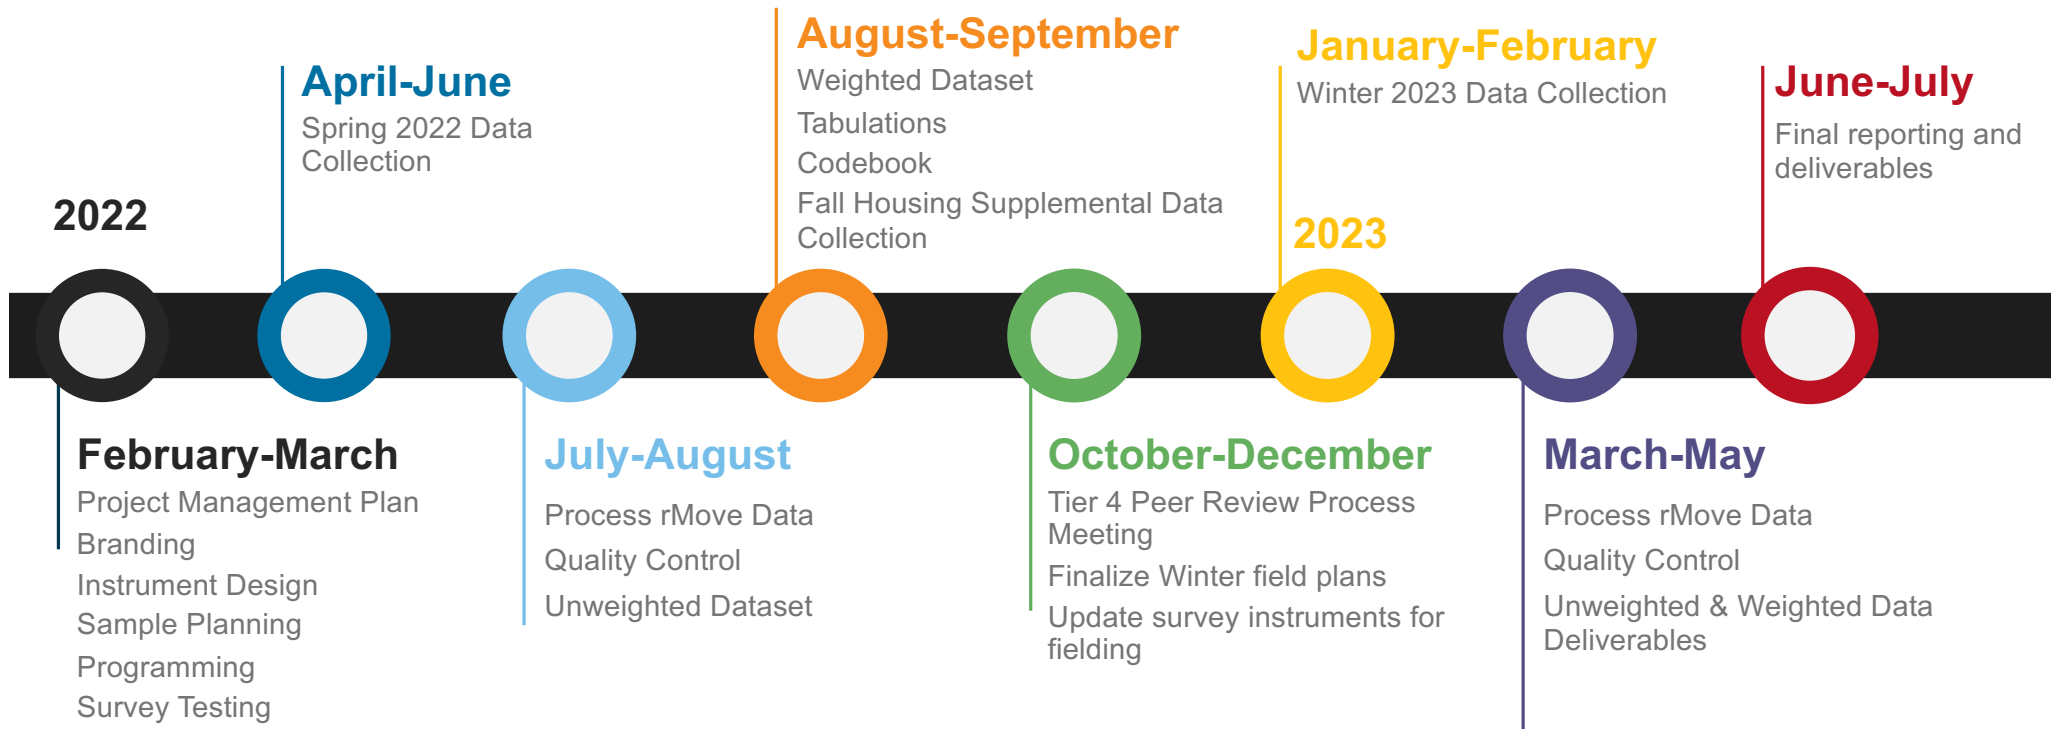 2022
February-March
Project Management Plan
Branding
Instrument Design
Sample Planning
Programming
Survey Testing
April-June
Spring 2022 Data
Collection
July-August
Process rMove Data
Quality Control
Unweighted Dataset
August-September
Weighted Dataset
Tabulations
Codebook
Fall Housing Supplemental Data
Collection
October-December
Tier 4 Peer Review Process
Meeting
Finalize Winter field plans
Update survey instruments for
fielding
January-February
Winter 2023 Data Collection
2023
March-May
Process rMove Data
Quality Control
Unweighted & Weighted Data
Deliverables
June-July
Final reporting and
deliverables